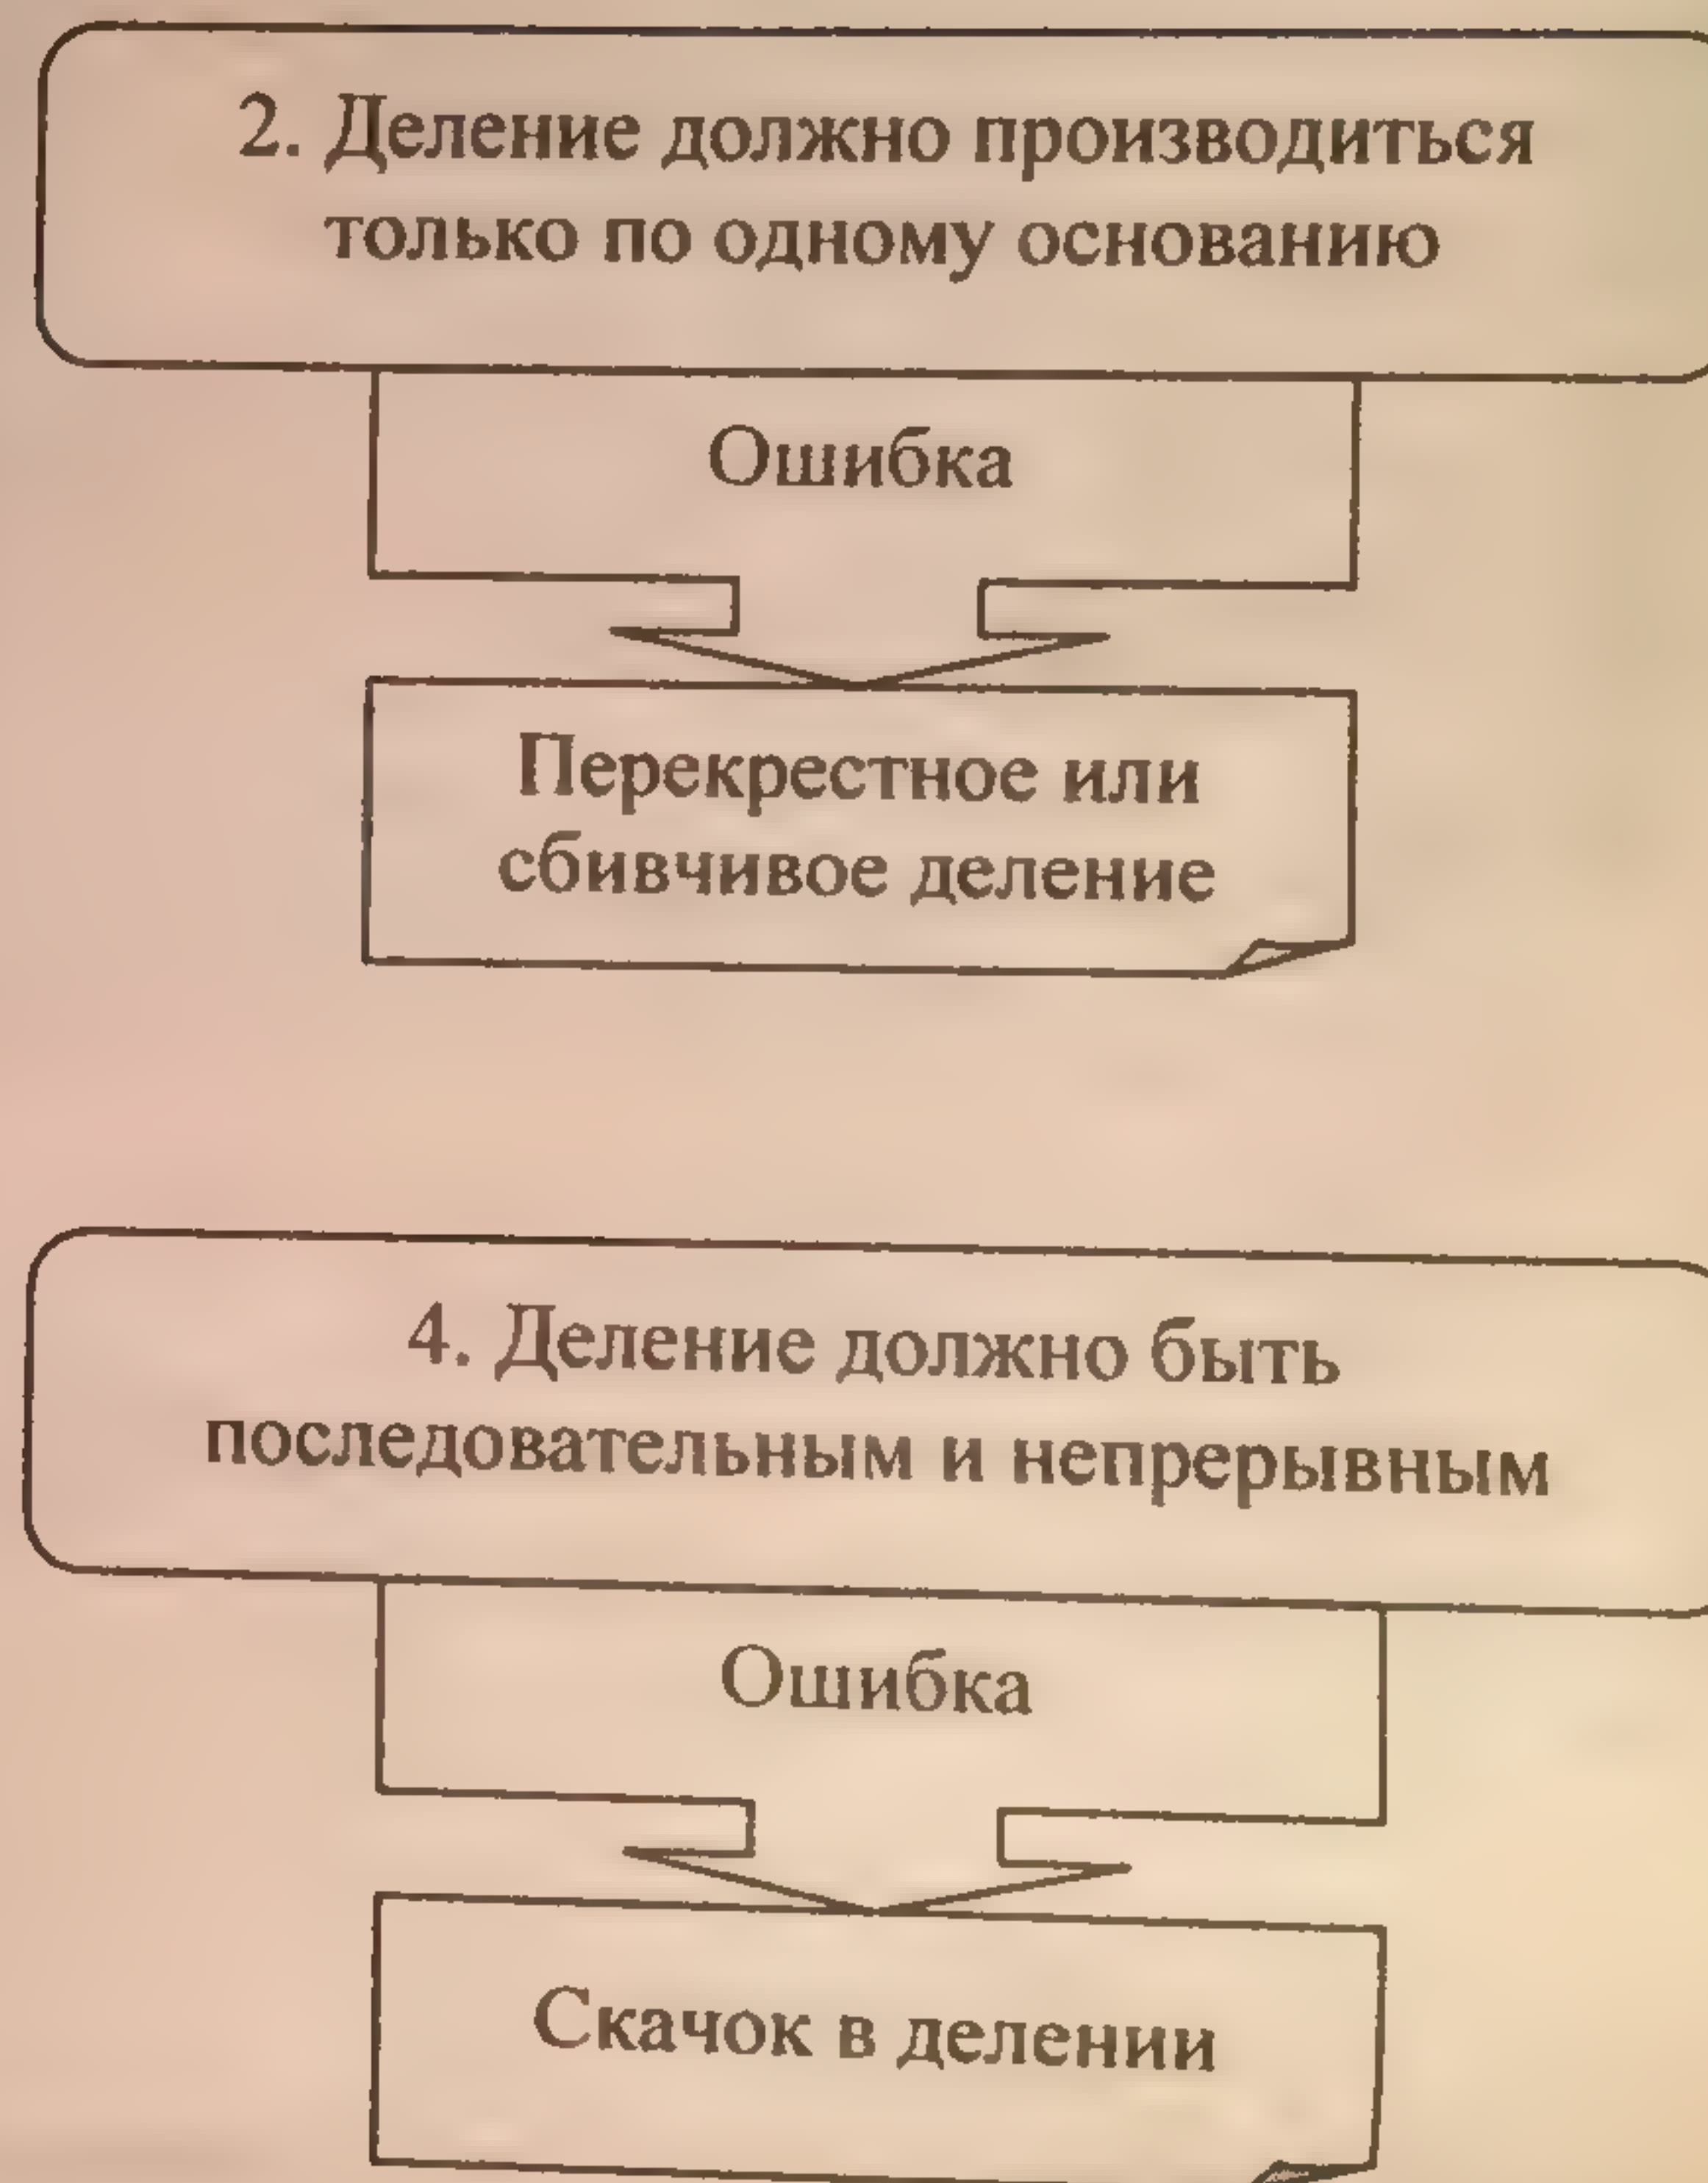 2. Деление должно производиться
только по одному основанию
Ошибка
Перекрестное или
сбивчивое деление
4. Деление должно быть
последовательным и непрерывным
Ошибка
Скачок в делении